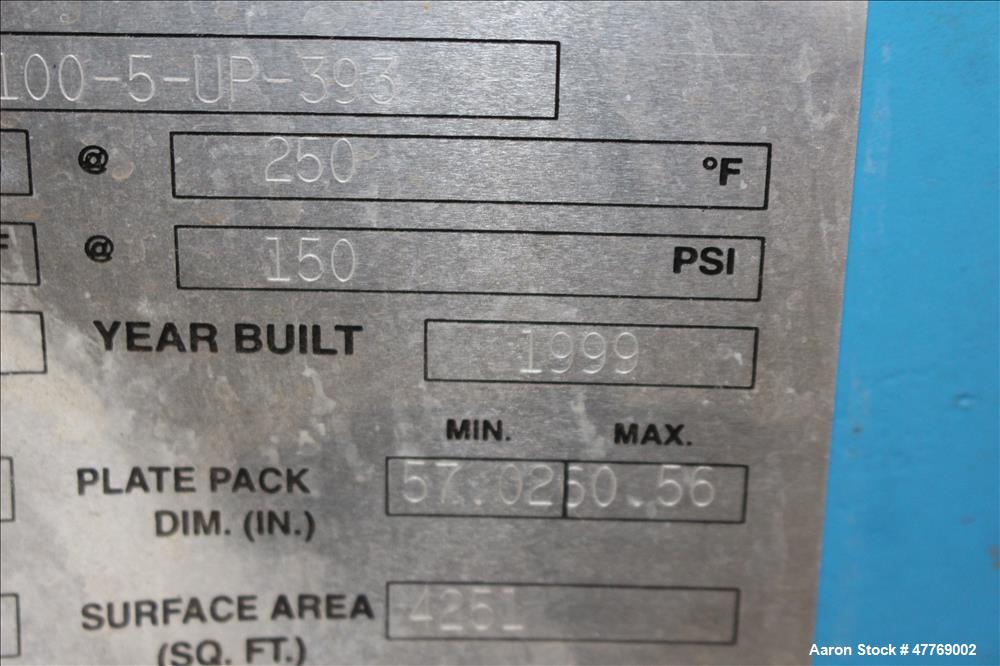 100-5-UP-393
@ 250 °F
F @ 150 PSI
YEAR BUILT 1999
MIN. MAX.
PLATE PACK 57.02 60.56
DIM. (IN.)
SURFACE AREA 4251
(SQ. FT.)
Aaron Stock # 47769002